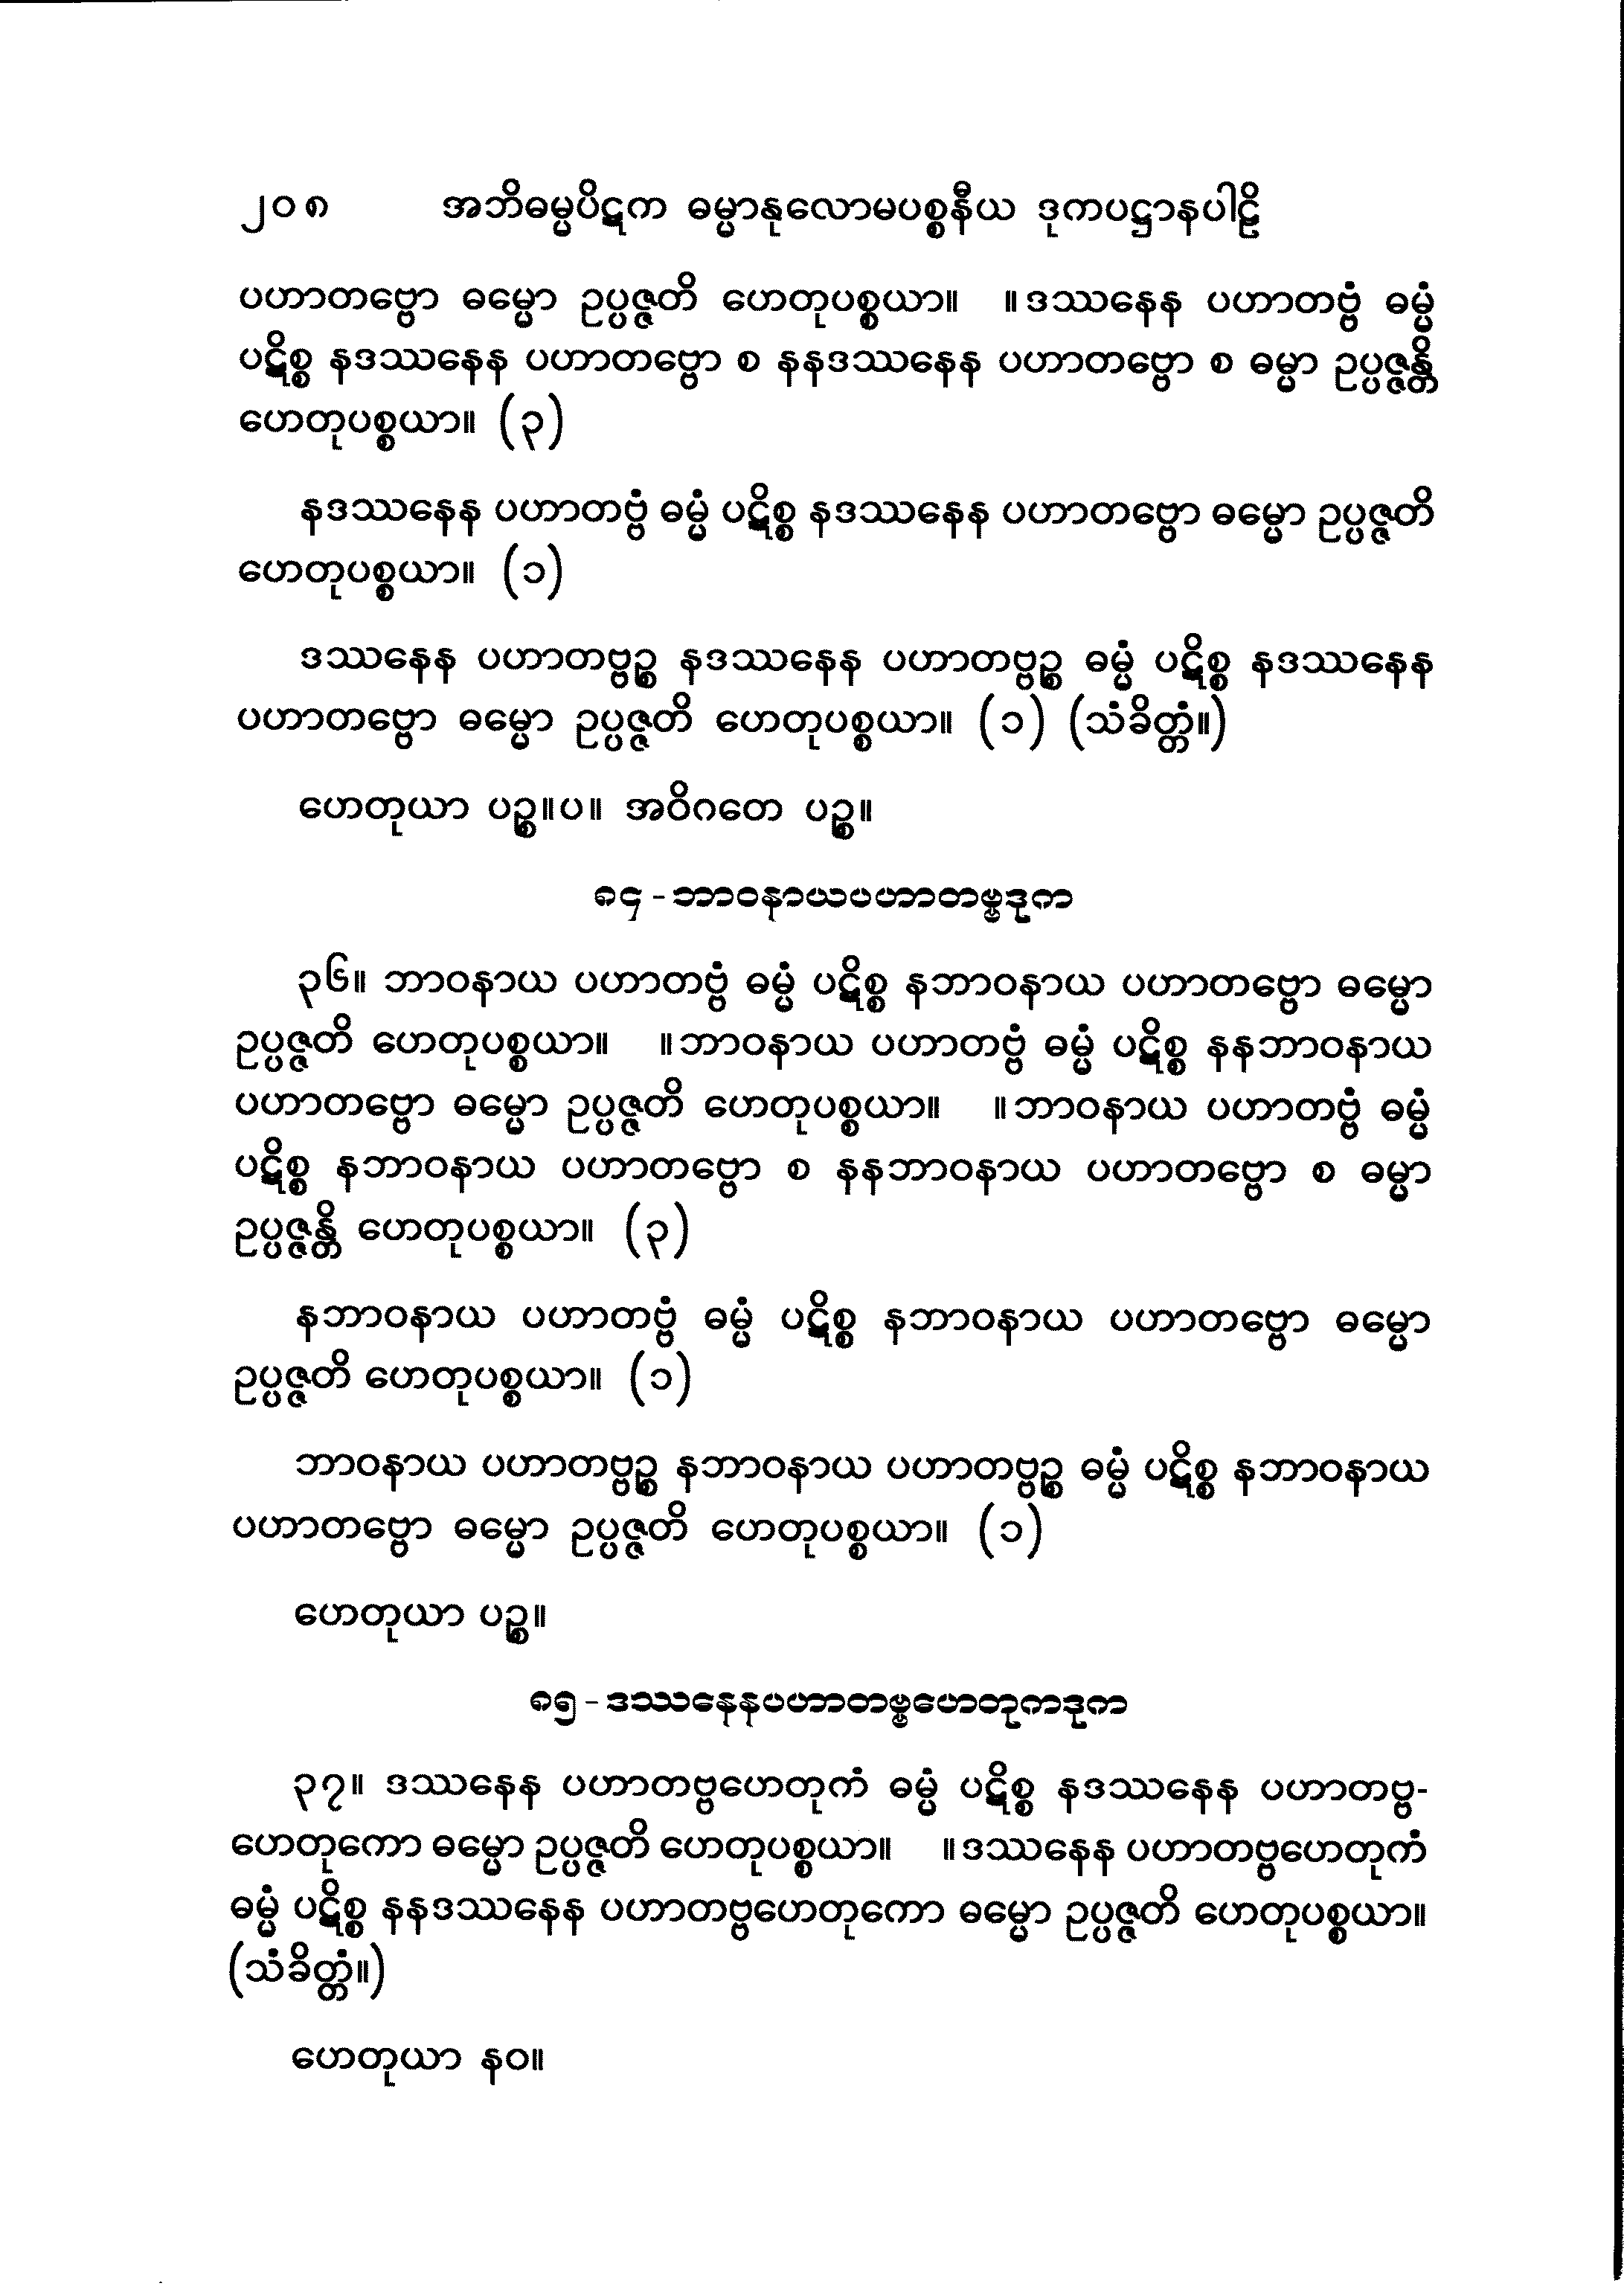 ၂၀၈ အဘိဓမ္မပိဋက ဓမ္မာနုလောမပစ္စနီယ ဒုကပဋ္ဌာနပါဠိ
ပဟာတဗ္ဗော ဓမ္မော ဥပ္ပဇ္ဇတိ ဟေတုပစ္စယာ။ ။ဒဿနေန ပဟာတဗ္ဗံ ဓမ္မံ
ပဋိစ္စ နဒဿနေန ပဟာတဗ္ဗော စ နနဒဿနေန ပဟာတဗ္ဗော စ ဓမ္မာ ဥပ္ပဇ္ဇန္တိ
ဟေတုပစ္စယာ။ (၃)
နဒဿနေန ပဟာတဗ္ဗံ ဓမ္မံ ပဋိစ္စ နဒဿနေန ပဟာတဗ္ဗော ဓမ္မော ဥပ္ပဇ္ဇတိ
ဟေတုပစ္စယာ။ (၁)
ဒဿနေန ပဟာတဗ္ဗဉ္စ နဒဿနေန ပဟာတဗ္ဗဉ္စ ဓမ္မံ ပဋိစ္စ နဒဿနေန
ပဟာတဗ္ဗော ဓမ္မော ဥပ္ပဇ္ဇတိ ဟေတုပစ္စယာ။ (၁) (သံခိတ္တံ။)
ဟေတုယာ ပဉ္စ။ပ။ အဝိဂတေ ပဉ္စ။
၈၄-ဘာဝနာယပဟာတဗ္ဗဒုက
၃၆။ ဘာဝနာယ ပဟာတဗ္ဗံ ဓမ္မံ ပဋိစ္စ နဘာဝနာယ ပဟာတဗ္ဗော ဓမ္မော
ဥပ္ပဇ္ဇတိ ဟေတုပစ္စယာ။ ။ဘာဝနာယ ပဟာတဗ္ဗံ ဓမ္မံ ပဋိစ္စ နနဘာဝနာယ
ပဟာတဗ္ဗော ဓမ္မော ဥပ္ပဇ္ဇတိ ဟေတုပစ္စယာ။ ။ဘာဝနာယ ပဟာတဗ္ဗံ ဓမ္မံ
ပဋိစ္စ နဘာဝနာယ ပဟာတဗ္ဗော စ နနဘာဝနာယ ပဟာတဗ္ဗော စ ဓမ္မာ
ဥပ္ပဇ္ဇန္တိ ဟေတုပစ္စယာ။ (၃)
နဘာဝနာယ ပဟာတဗ္ဗံ ဓမ္မံ ပဋိစ္စ နဘာဝနာယ ပဟာတဗ္ဗော ဓမ္မော
ဥပ္ပဇ္ဇတိ ဟေတုပစ္စယာ။ (၁)
ဘာဝနာယ ပဟာတဗ္ဗဉ္စ နဘာဝနာယ ပဟာတဗ္ဗဉ္စ ဓမ္မံ ပဋိစ္စ နဘာဝနာယ
ပဟာတဗ္ဗော ဓမ္မော ဥပ္ပဇ္ဇတိ ဟေတုပစ္စယာ။ (၁)
ဟေတုယာ ပဉ္စ။
၈၅-ဒဿနေနပဟာတဗ္ဗဟေတုကဒုက
၃၇။ ဒဿနေန ပဟာတဗ္ဗဟေတုကံ ဓမ္မံ ပဋိစ္စ နဒဿနေန ပဟာတဗ္ဗ-
ဟေတုကော ဓမ္မော ဥပ္ပဇ္ဇတိ ဟေတုပစ္စယာ။ ။ဒဿနေန ပဟာတဗ္ဗဟေတုကံ
ဓမ္မံ ပဋိစ္စ နနဒဿနေန ပဟာတဗ္ဗဟေတုကော ဓမ္မော ဥပ္ပဇ္ဇတိ ဟေတုပစ္စယာ။
(သံခိတ္တံ။)
ဟေတုယာ နဝ။